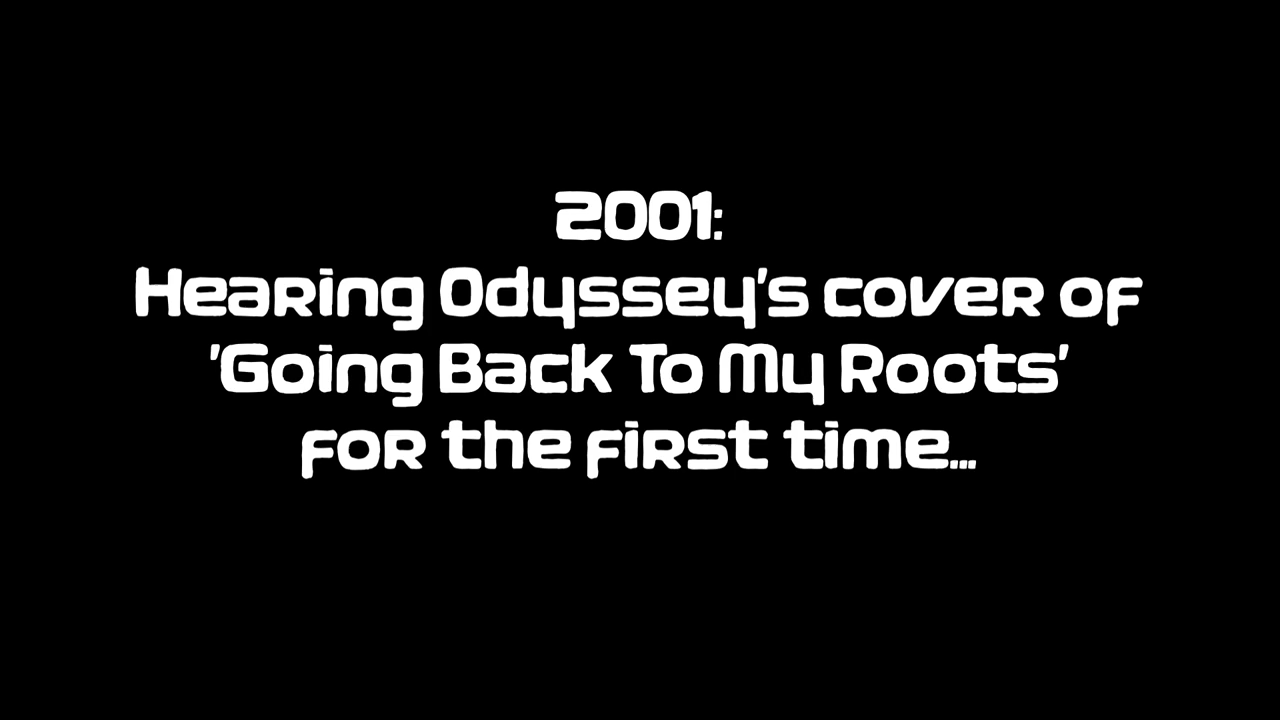 2001:
Hearing Odyssey's cover of
'Going Back To My Roots'
for the first time...